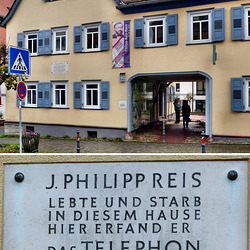 J. PHILIPP REIS
LEBTE UND STARB
IN DIESEM HAUSE
HIER ERFAND ER
DAS TELEPHON